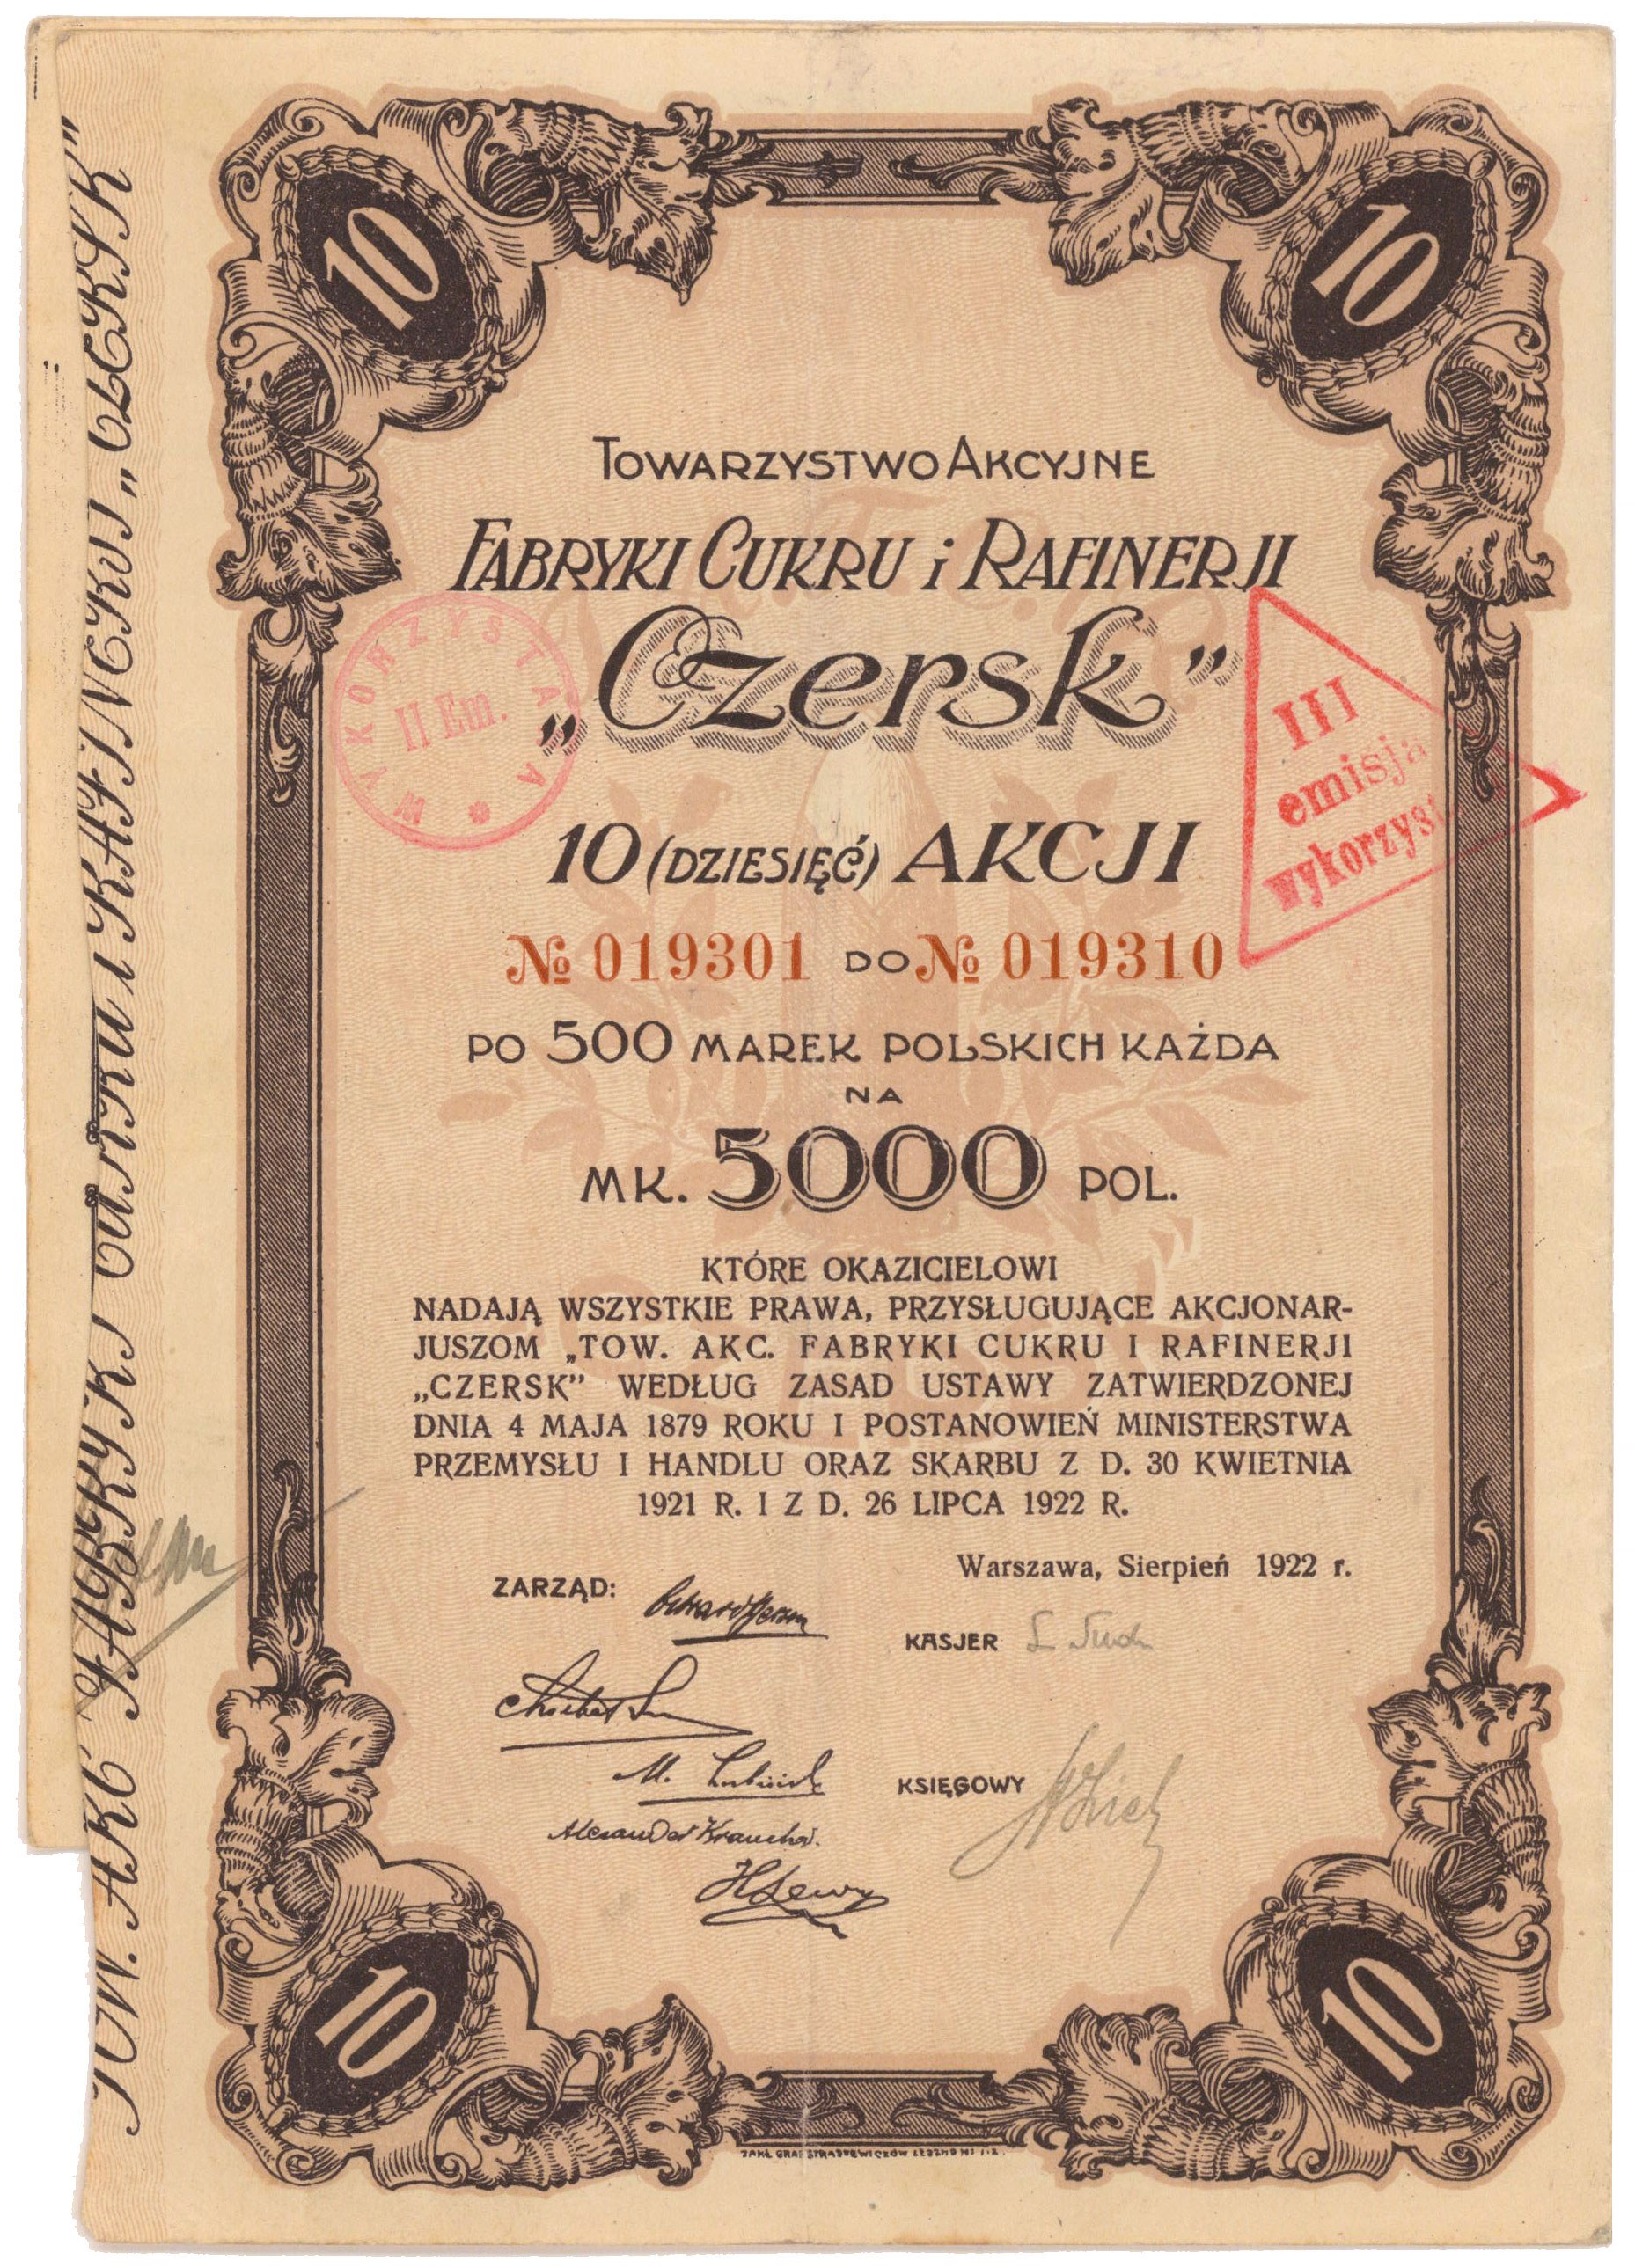 10
10
TOWARZYSTWO AKCYJNE
FABRYKI CUKRU i RAFINERJI
„Czersk"
WYKORZYSTANA
II Em.
III
emisja
10 (DZIESIĘĆ) AKCJI
№ 019301 DO № 019310
PO 500 MAREK POLSKICH KAŻDA
NA
MK. 5000 POL.
KTÓRE OKAZICIELOWI
NADAJĄ WSZYSTKIE PRAWA, PRZYSŁUGUJĄCE AKCJONAR-
JUSZOM „TOW. AKC. FABRYKI CUKRU I RAFINERJI
„CZERSK" WEDŁUG ZASAD USTAWY ZATWIERDZONEJ
DNIA 4 MAJA 1879 ROKU I POSTANOWIEŃ MINISTERSTWA
PRZEMYSŁU I HANDLU ORAZ SKARBU Z D. 30 KWIETNIA
1921 R. I Z D. 26 LIPCA 1922 R.
Warszawa, Sierpień 1922 r.
ZARZĄD:
KASJER
M.
KSIĘGOWY
H Lewy
10
10
TOW. AKC FABRYKI CUKRU i RAFINERJI „CZERSK"